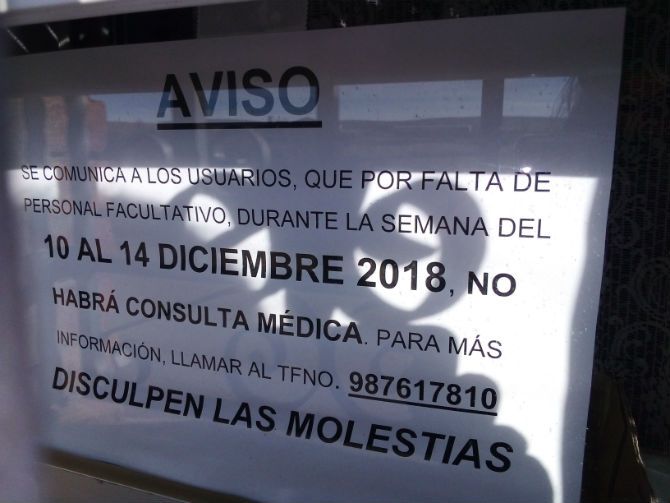 AVISO
SE COMUNICA A LOS USUARIOS, QUE POR FALTA DE
PERSONAL FACULTATIVO, DURANTE LA SEMANA DEL
10 AL 14 DICIEMBRE 2018, NO
HABRÁ CONSULTA MÉDICA. PARA MÁS
INFORMACIÓN, LLAMAR AL TFNO. 987617810
DISCULPEN LAS MOLESTIAS